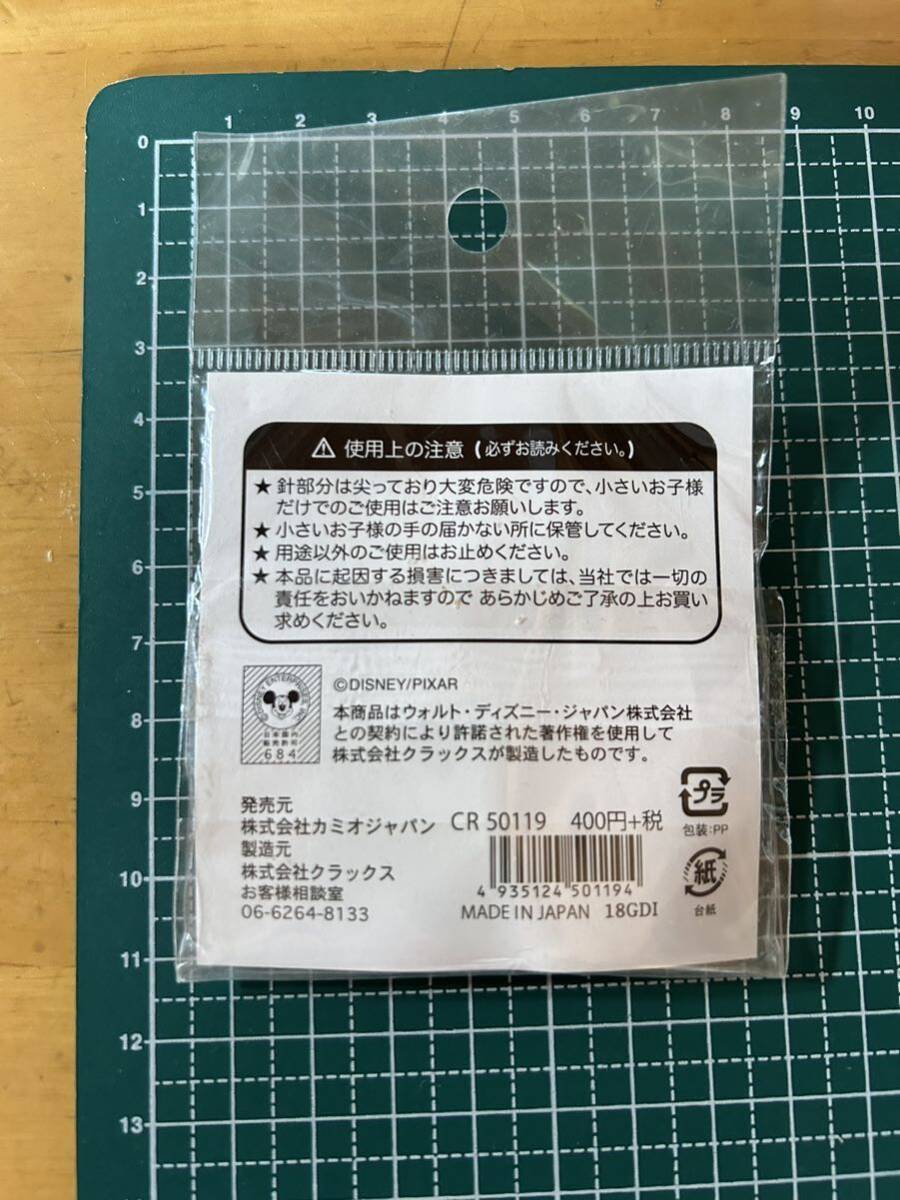 1 2 3 4 5 6 7 8 9 10
0
1
2
3
4
5
6
7
8
9
10
11
12
13
使用上の注意(必ずお読みください。)
★針部分は尖っており大変危険ですので、小さいお子様
だけでのご使用はご注意お願いします。
★小さいお子様の手の届かない所に保管してください。
★用途以外のご使用はお止めください。
★本品に起因する損害につきましては、当社では一切の
責任をおいかねますので あらかじめご了承の上お買い
求めください。
日本国内
販売許可
684
©DISNEY/PIXAR
本商品はウォルト・ディズニー・ジャパン株式会社
との契約により許諾された著作権を使用して
株式会社クラックスが製造したものです。
プラ
包装:PP
紙
台紙
発売元
株式会社カミオジャパン
製造元
株式会社クラックス
お客様相談室
06-6264-8133
CR 50119 400円+税
4 935124 501194
MADE IN JAPAN 18GDI